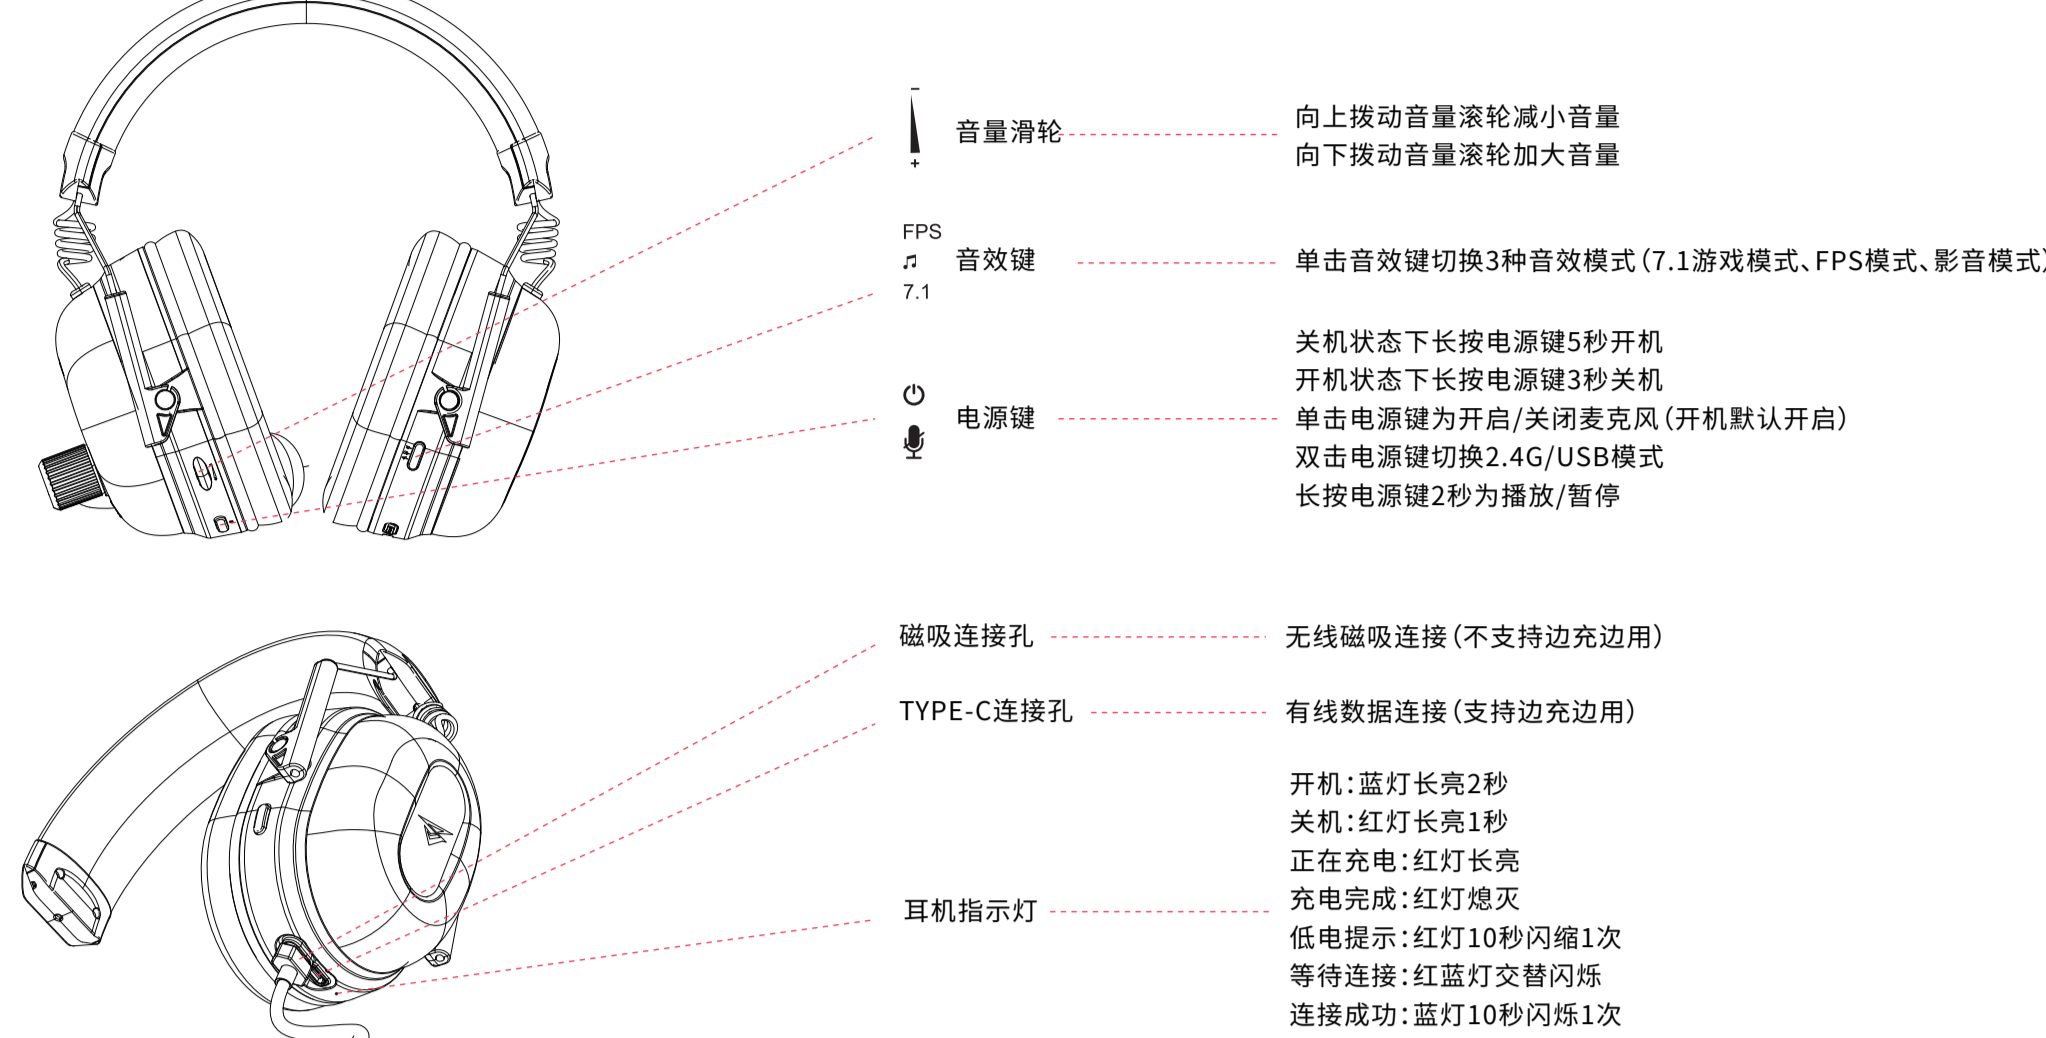 −
音量滑轮
+
向上拨动音量滚轮减小音量
向下拨动音量滚轮加大音量
FPS
音效键
7.1
单击音效键切换3种音效模式(7.1游戏模式、FPS模式、影音模式)
电源键
关机状态下长按电源键5秒开机
开机状态下长按电源键3秒关机
单击电源键为开启/关闭麦克风(开机默认开启)
双击电源键切换2.4G/USB模式
长按电源键2秒为播放/暂停
磁吸连接孔
无线磁吸连接(不支持边充边用)
TYPE-C连接孔
有线数据连接(支持边充边用)
耳机指示灯
开机:蓝灯长亮2秒
关机:红灯长亮1秒
正在充电:红灯长亮
充电完成:红灯熄灭
低电提示:红灯10秒闪缩1次
等待连接:红蓝灯交替闪烁
连接成功:蓝灯10秒闪烁1次